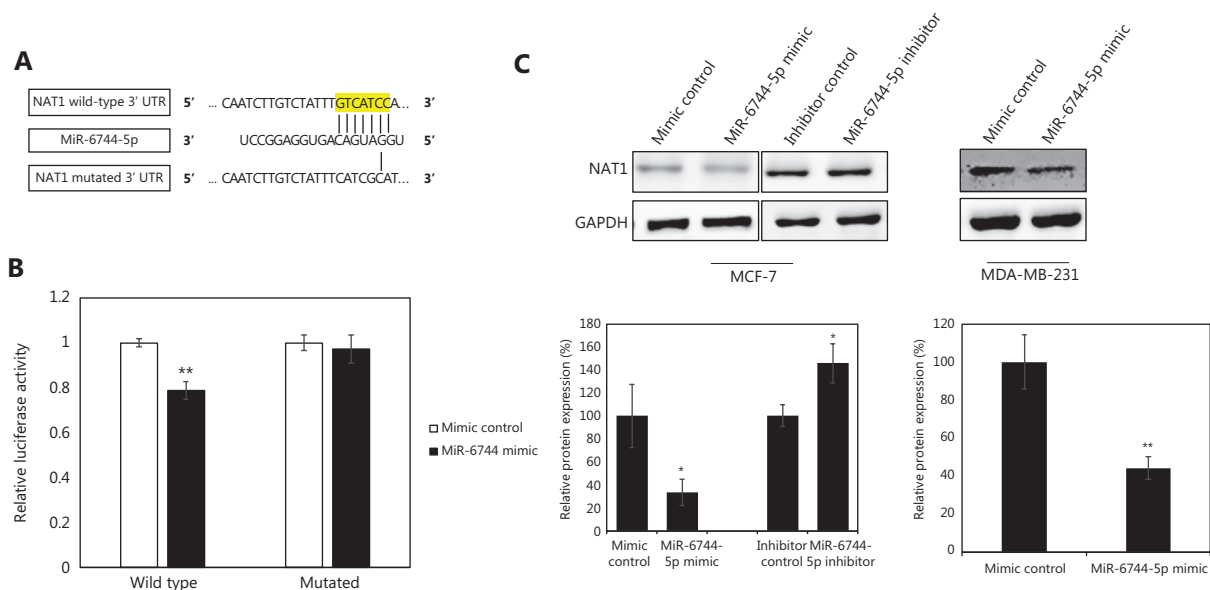 A
NAT1 wild-type 3′ UTR 5′ ... CAATCTTGTCTATTTGTCATCCA... 3′
MiR-6744-5p 3′ UCCGGAGGUGACAGUAGGU 5′
NAT1 mutated 3′ UTR 5′ ... CAATCTTGTCTATTTCATCGCAT... 3′
B
1.2
1
0.8
0.6
0.4
0.2
0
Relative luciferase activity
**
Wild type
Mutated
Mimic control
MiR-6744 mimic
C
Mimic control
MiR-6744-5p mimic
Inhibitor control
MiR-6744-5p inhibitor
Mimic control
MiR-6744-5p mimic
NAT1
GAPDH
MCF-7
MDA-MB-231
Relative protein expression (%)
180
160
140
120
100
80
60
40
20
0
*
*
Mimic
control
MiR-6744-
5p mimic
Inhibitor
control
MiR-6744-
5p inhibitor
Relative protein expression (%)
120
100
80
60
40
20
0
**
Mimic control
MiR-6744-5p mimic